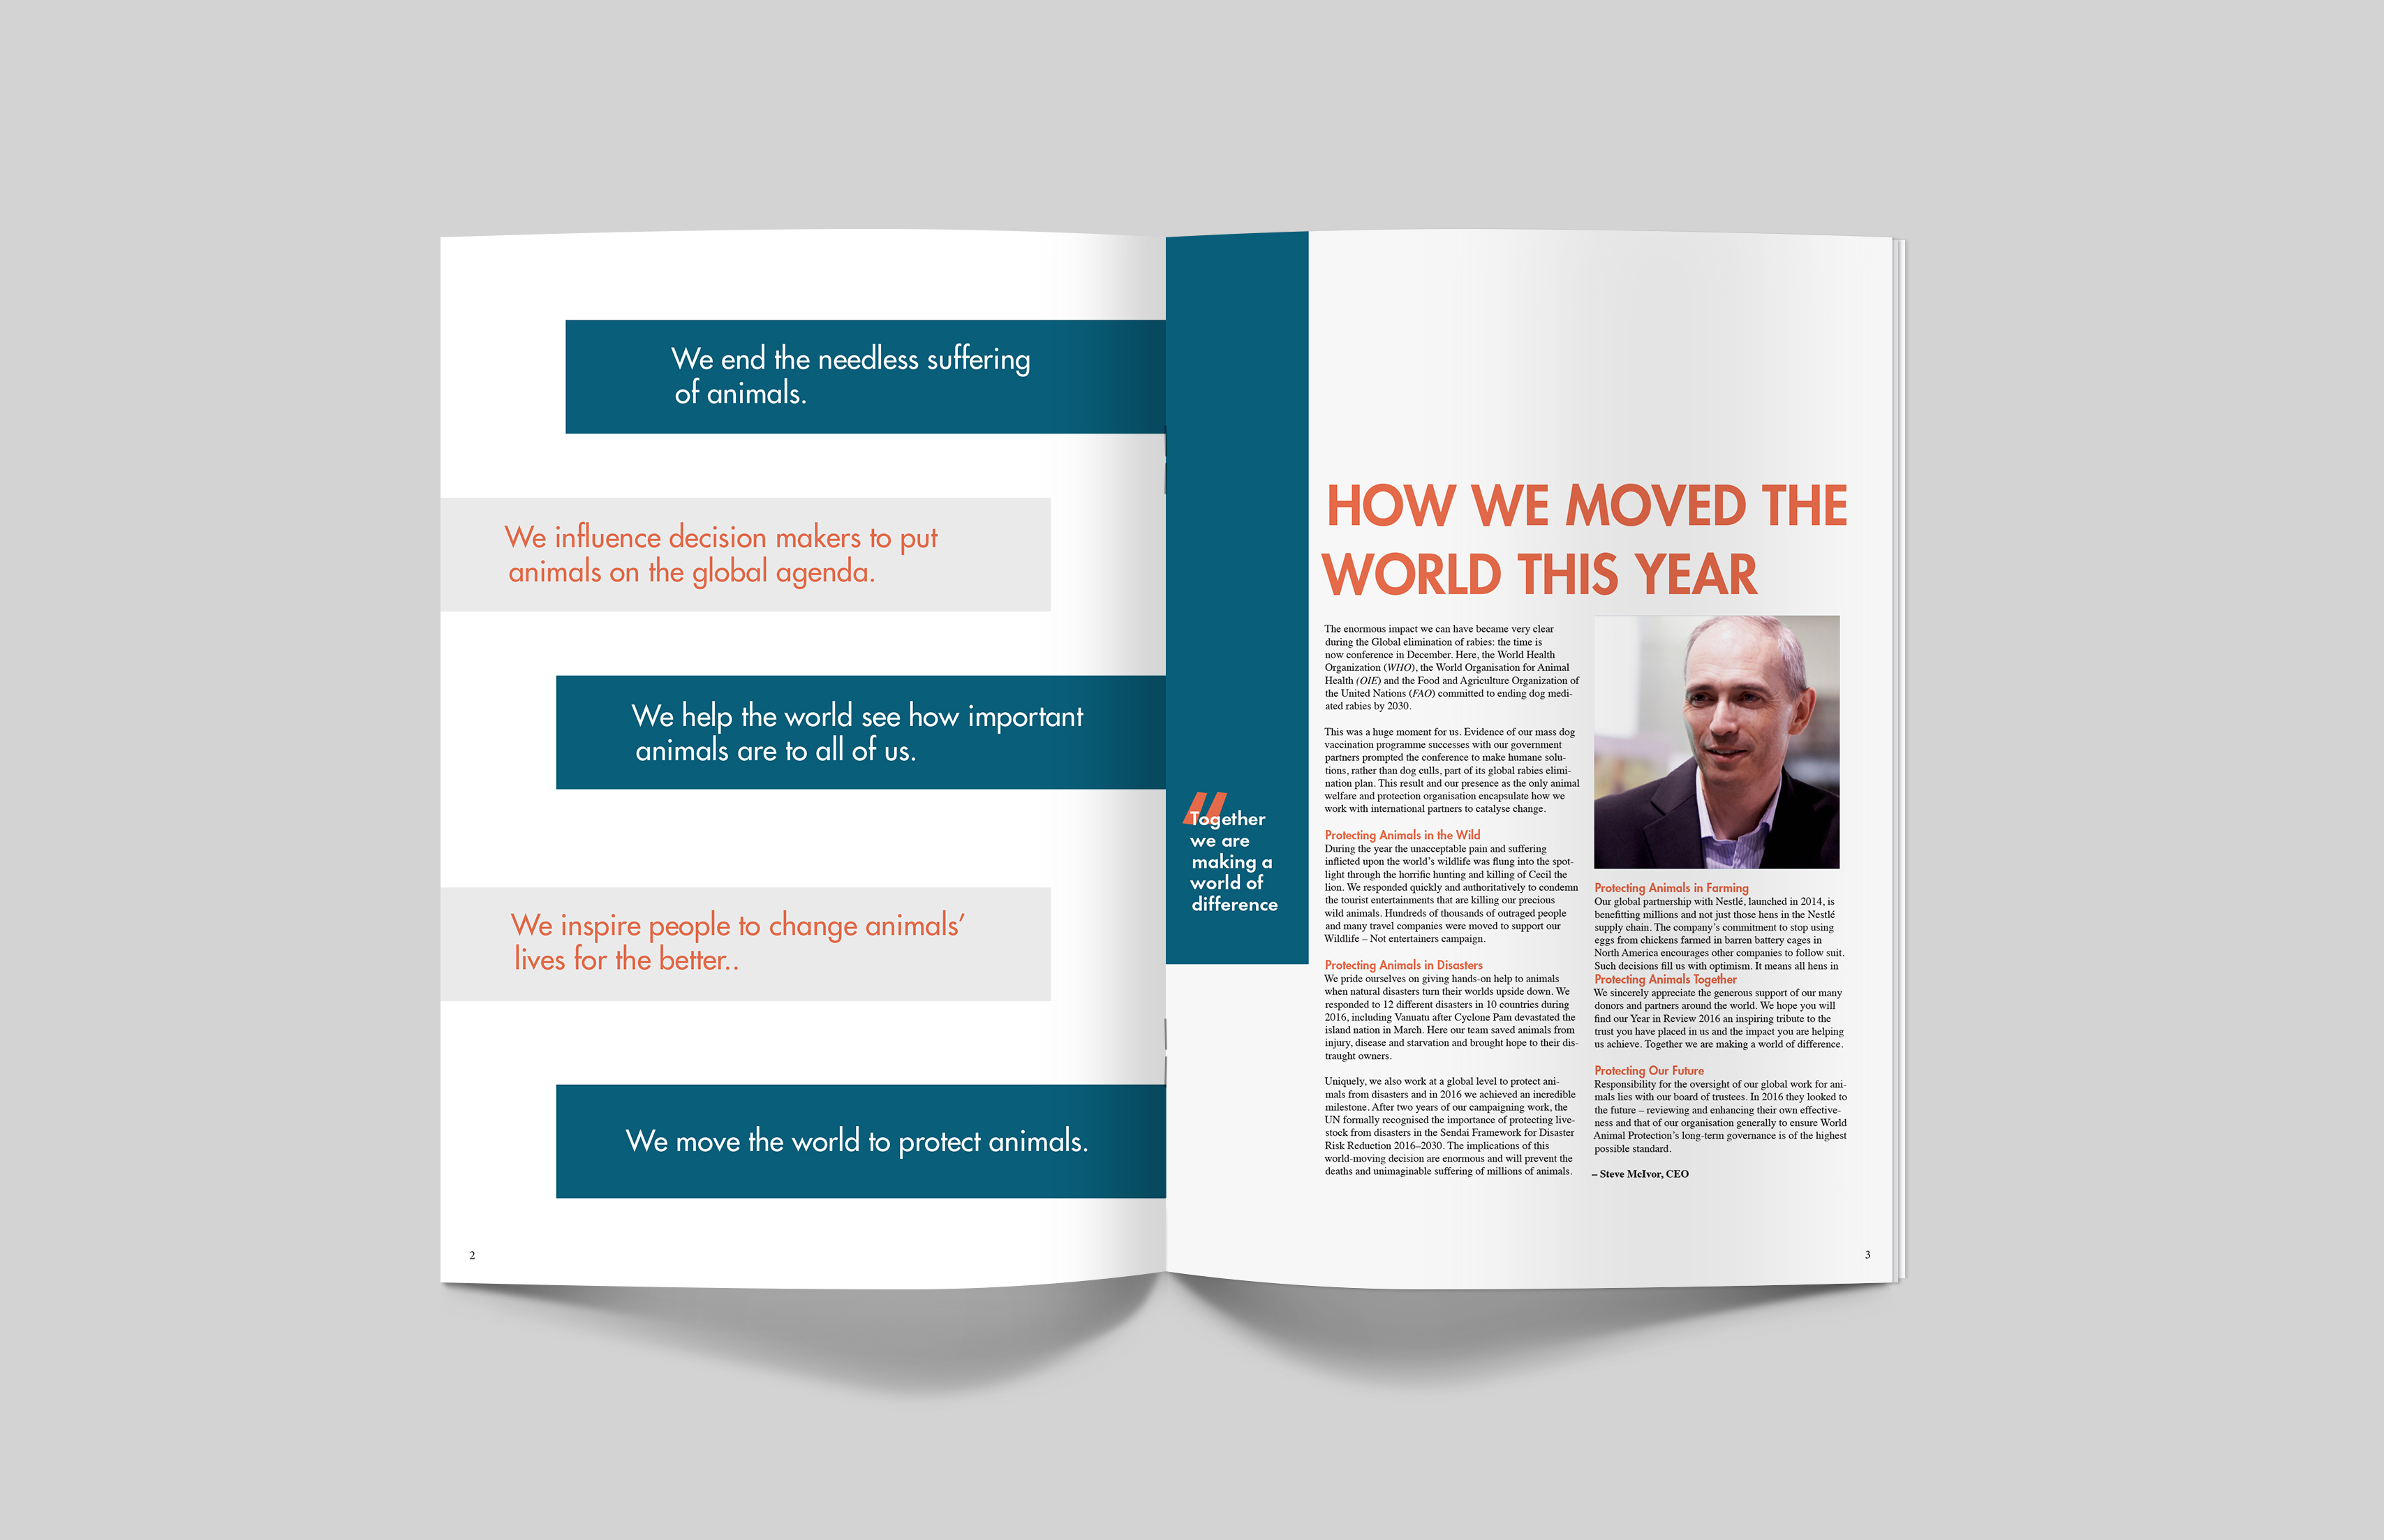 We end the needless suffering
of animals.
We influence decision makers to put
animals on the global agenda.
We help the world see how important
animals are to all of us.
We inspire people to change animals’
lives for the better..
We move the world to protect animals.
2
“
Together
we are
making a
world of
difference
HOW WE MOVED THE
WORLD THIS YEAR
The enormous impact we can have became very clear
during the Global elimination of rabies: the time is
now conference in December. Here, the World Health
Organization (WHO), the World Organisation for Animal
Health (OIE) and the Food and Agriculture Organization of
the United Nations (FAO) committed to ending dog medi-
ated rabies by 2030.
This was a huge moment for us. Evidence of our mass dog
vaccination programme successes with our government
partners prompted the conference to make humane solu-
tions, rather than dog culls, part of its global rabies elimi-
nation plan. This result and our presence as the only animal
welfare and protection organisation encapsulate how we
work with international partners to catalyse change.
Protecting Animals in the Wild
During the year the unacceptable pain and suffering
inflicted upon the world’s wildlife was flung into the spot-
light through the horrific hunting and killing of Cecil the
lion. We responded quickly and authoritatively to condemn
the tourist entertainments that are killing our precious
wild animals. Hundreds of thousands of outraged people
and many travel companies were moved to support our
Wildlife – Not entertainers campaign.
Protecting Animals in Disasters
We pride ourselves on giving hands-on help to animals
when natural disasters turn their worlds upside down. We
responded to 12 different disasters in 10 countries during
2016, including Vanuatu after Cyclone Pam devastated the
island nation in March. Here our team saved animals from
injury, disease and starvation and brought hope to their dis-
traught owners.
Uniquely, we also work at a global level to protect ani-
mals from disasters and in 2016 we achieved an incredible
milestone. After two years of our campaigning work, the
UN formally recognised the importance of protecting live-
stock from disasters in the Sendai Framework for Disaster
Risk Reduction 2016–2030. The implications of this
world-moving decision are enormous and will prevent the
deaths and unimaginable suffering of millions of animals.
Protecting Animals in Farming
Our global partnership with Nestlé, launched in 2014, is
benefitting millions and not just those hens in the Nestlé
supply chain. The company’s commitment to stop using
eggs from chickens farmed in barren battery cages in
North America encourages other companies to follow suit.
Such decisions fill us with optimism. It means all hens in
Protecting Animals Together
We sincerely appreciate the generous support of our many
donors and partners around the world. We hope you will
find our Year in Review 2016 an inspiring tribute to the
trust you have placed in us and the impact you are helping
us achieve. Together we are making a world of difference.
Protecting Our Future
Responsibility for the oversight of our global work for ani-
mals lies with our board of trustees. In 2016 they looked to
the future – reviewing and enhancing their own effective-
ness and that of our organisation generally to ensure World
Animal Protection’s long-term governance is of the highest
possible standard.
– Steve McIvor, CEO
3